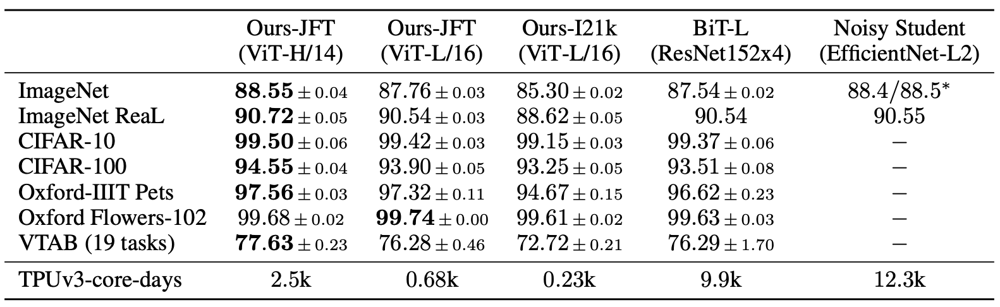 Ours-JFT Ours-JFT Ours-I21k BiT-L Noisy Student
(ViT-H/14) (ViT-L/16) (ViT-L/16) (ResNet152x4) (EfficientNet-L2)
ImageNet 88.55 ± 0.04 87.76 ± 0.03 85.30 ± 0.02 87.54 ± 0.02 88.4/88.5*
ImageNet ReaL 90.72 ± 0.05 90.54 ± 0.03 88.62 ± 0.05 90.54 90.55
CIFAR-10 99.50 ± 0.06 99.42 ± 0.03 99.15 ± 0.03 99.37 ± 0.06 −
CIFAR-100 94.55 ± 0.04 93.90 ± 0.05 93.25 ± 0.05 93.51 ± 0.08 −
Oxford-IIIT Pets 97.56 ± 0.03 97.32 ± 0.11 94.67 ± 0.15 96.62 ± 0.23 −
Oxford Flowers-102 99.68 ± 0.02 99.74 ± 0.00 99.61 ± 0.02 99.63 ± 0.03 −
VTAB (19 tasks) 77.63 ± 0.23 76.28 ± 0.46 72.72 ± 0.21 76.29 ± 1.70 −
TPUv3-core-days 2.5k 0.68k 0.23k 9.9k 12.3k